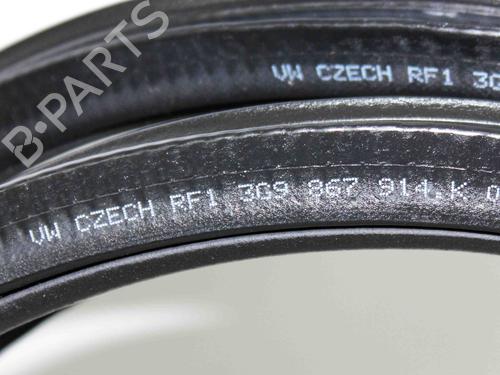 B-PARTS
VW CZECH RF1 3G
VW CZECH RF1 3G9 867 914.K